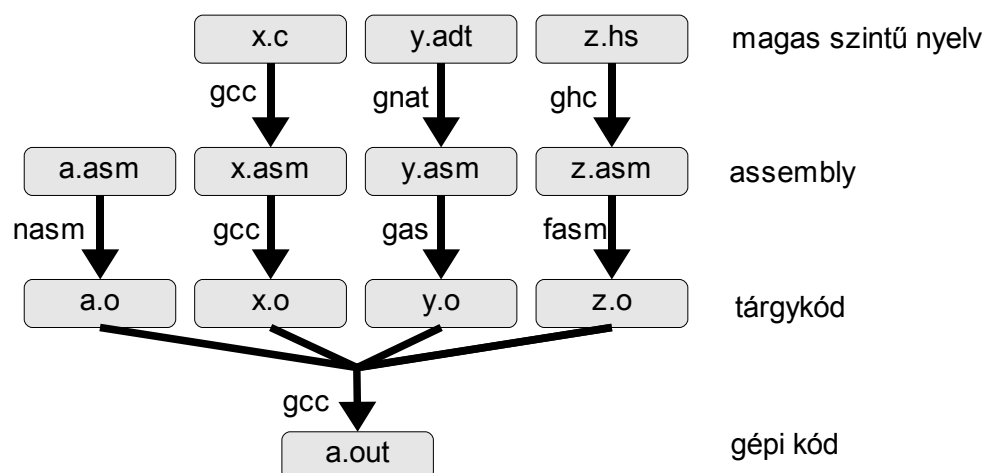 x.c y.adt z.hs magas szintű nyelv
gcc gnat ghc
a.asm x.asm y.asm z.asm assembly
nasm gcc gas fasm
a.o x.o y.o z.o tárgykód
gcc
a.out gépi kód